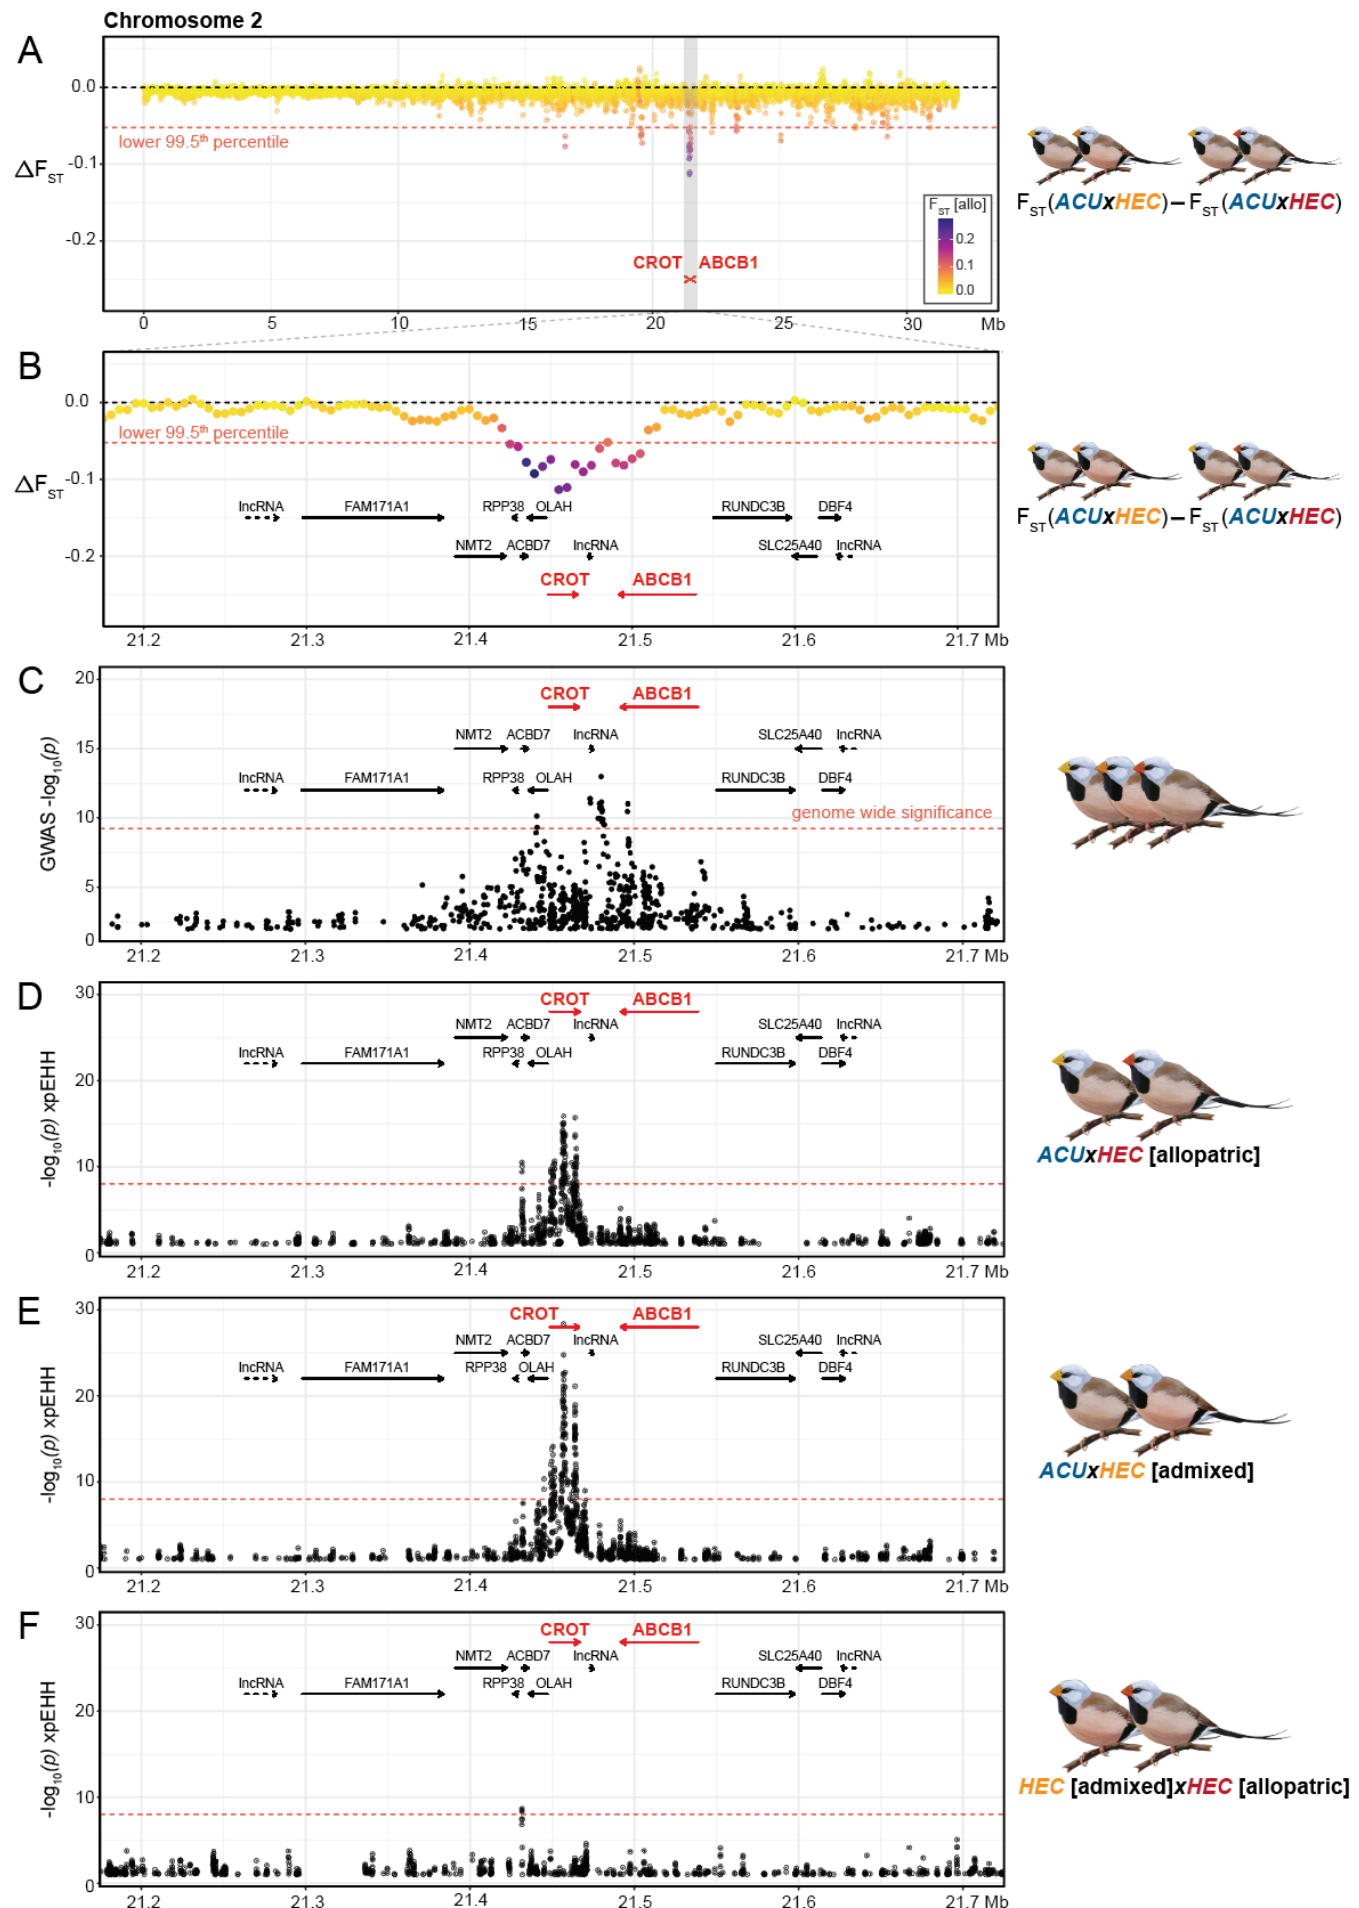 Chromosome 2
A
0.0
-0.1
-0.2
ΔFST
lower 99.5th percentile
FST [allo]
0.2
0.1
0.0
CROT ABCB1
0 5 10 15 20 25 30 Mb
FST(ACUxHEC)–FST(ACUxHEC)
B
0.0
-0.1
-0.2
ΔFST
lower 99.5th percentile
lncRNA FAM171A1 RPP38 OLAH RUNDC3B DBF4
NMT2 ACBD7 lncRNA SLC25A40 lncRNA
CROT ABCB1
21.2 21.3 21.4 21.5 21.6 21.7 Mb
FST(ACUxHEC)–FST(ACUxHEC)
C
20
15
10
5
0
GWAS -log10(p)
CROT ABCB1
NMT2 ACBD7 lncRNA SLC25A40 lncRNA
lncRNA FAM171A1 RPP38 OLAH RUNDC3B DBF4
genome wide significance
21.2 21.3 21.4 21.5 21.6 21.7 Mb
D
30
20
10
0
-log10(p) xpEHH
CROT ABCB1
NMT2 ACBD7 lncRNA SLC25A40 lncRNA
lncRNA FAM171A1 RPP38 OLAH RUNDC3B DBF4
21.2 21.3 21.4 21.5 21.6 21.7 Mb
ACUxHEC [allopatric]
E
30
20
10
0
-log10(p) xpEHH
CROT ABCB1
NMT2 ACBD7 lncRNA SLC25A40 lncRNA
lncRNA FAM171A1 RPP38 OLAH RUNDC3B DBF4
21.2 21.3 21.4 21.5 21.6 21.7 Mb
ACUxHEC [admixed]
F
30
20
10
0
-log10(p) xpEHH
CROT ABCB1
NMT2 ACBD7 lncRNA SLC25A40 lncRNA
lncRNA FAM171A1 RPP38 OLAH RUNDC3B DBF4
21.2 21.3 21.4 21.5 21.6 21.7 Mb
HEC [admixed]xHEC [allopatric]